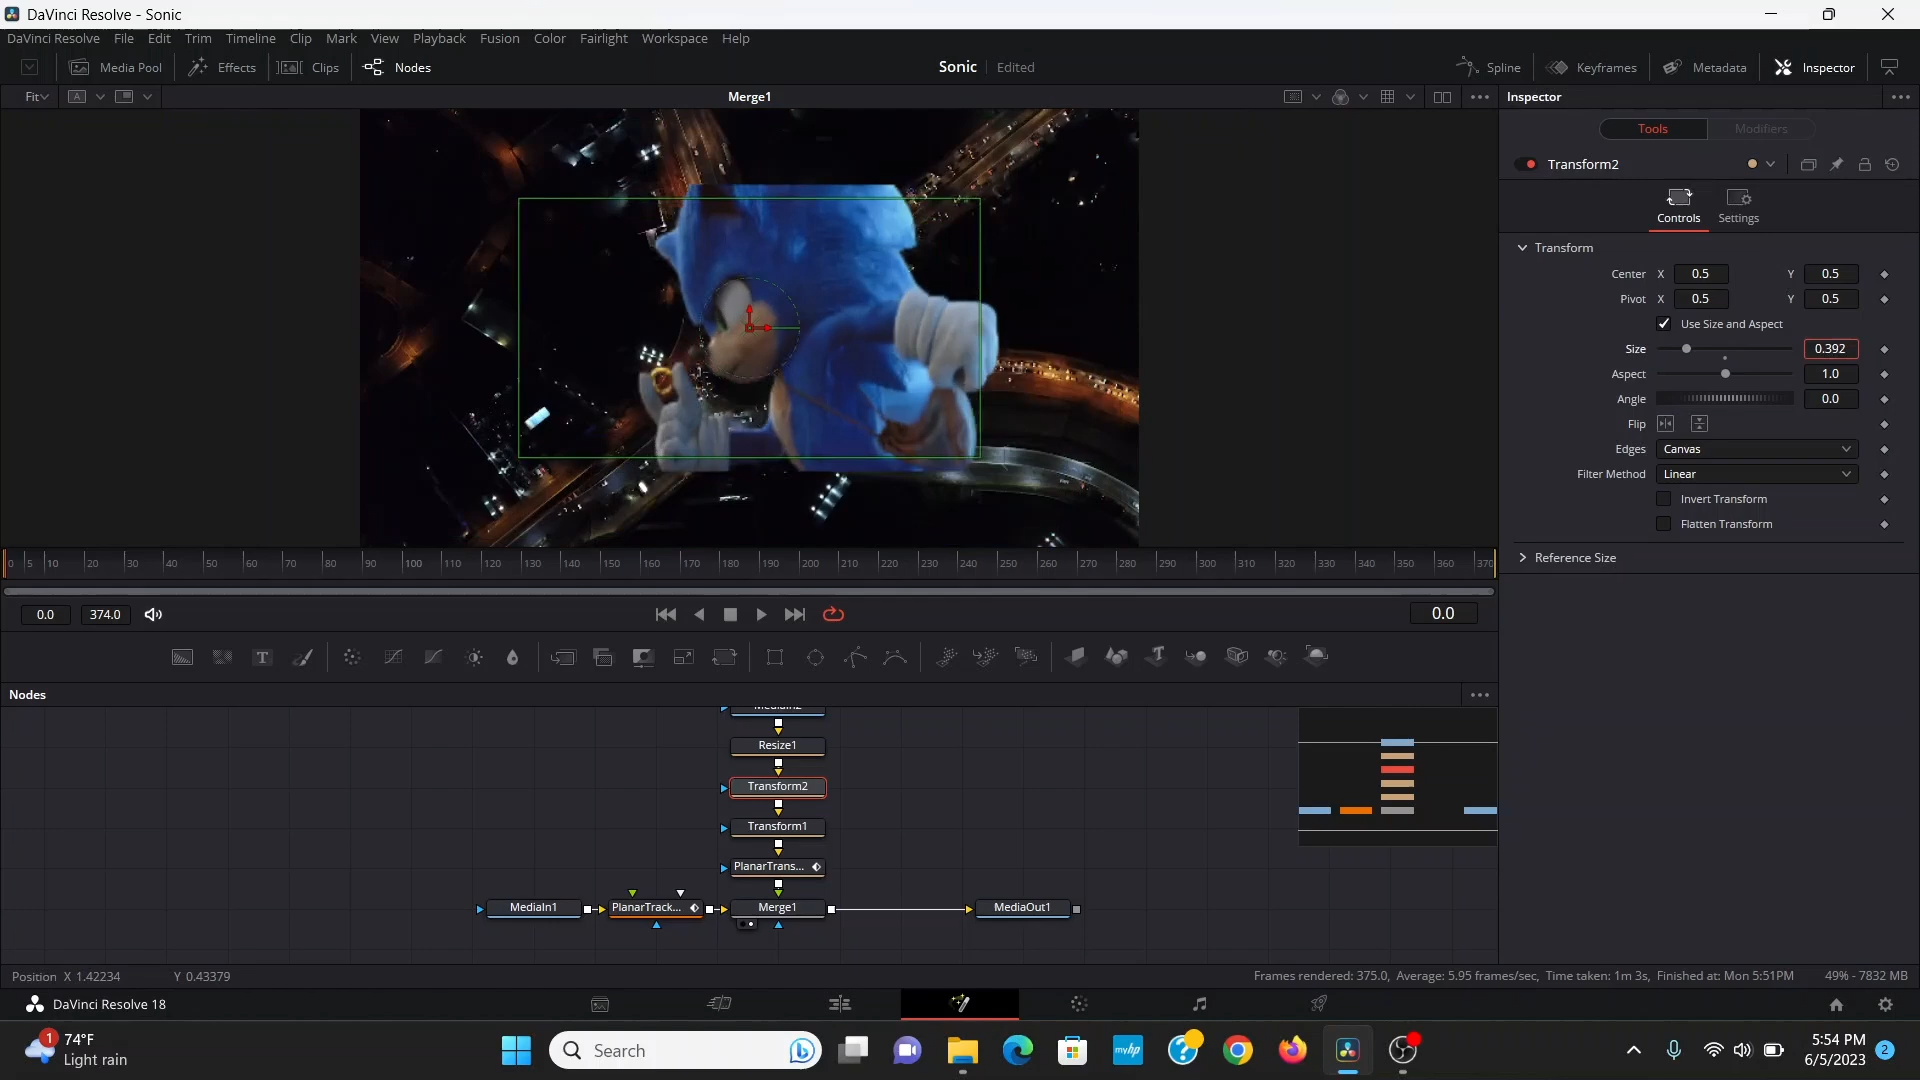 DaVinci Resolve - Sonic
DaVinci Resolve File Edit Trim Timeline Clip Mark View Playback Fusion Color Fairlight Workspace Help
Media Pool Effects Clips Nodes Sonic Edited Spline Keyframes Metadata Inspector
Fit A Merge1 Inspector
Tools Modifiers
Transform2
Controls Settings
Transform
Center X 0.5 Y 0.5
Pivot X 0.5 Y 0.5
Use Size and Aspect
Size 0.392
Aspect 1.0
Angle 0.0
Flip
Edges Canvas
Filter Method Linear
Invert Transform
Flatten Transform
Reference Size
0 5 10 20 30 40 50 60 70 80 90 100 110 120 130 140 150 160 170 180 190 200 210 220 230 240 250 260 270 280 290 300 310 320 330 340 350 360 370
0.0 374.0 0.0
T T
Nodes
MediaIn2
Resize1
Transform2
Transform1
PlanarTrans...
MediaIn1 PlanarTrack... Merge1 MediaOut1
Position X 1.42234 Y 0.43379 Frames rendered: 375.0, Average: 5.95 frames/sec, Time taken: 1m 3s, Finished at: Mon 5:51PM 49% - 7832 MB
DaVinci Resolve 18
1 74°F
Light rain
Search
myhp
5:54 PM
6/5/2023
2